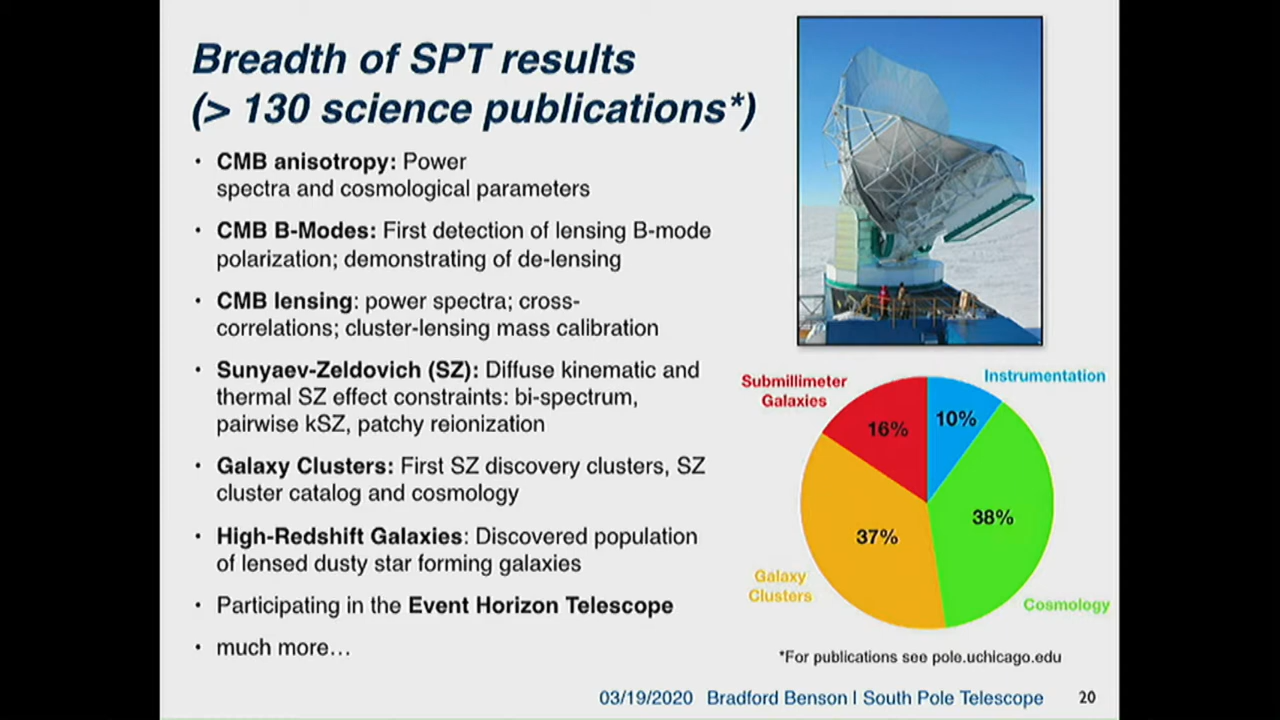 Breadth of SPT results
(> 130 science publications*)
• CMB anisotropy: Power
spectra and cosmological parameters
• CMB B-Modes: First detection of lensing B-mode
polarization; demonstrating of de-lensing
• CMB lensing: power spectra; cross-
correlations; cluster-lensing mass calibration
• Sunyaev-Zeldovich (SZ): Diffuse kinematic and
thermal SZ effect constraints: bi-spectrum,
pairwise kSZ, patchy reionization
• Galaxy Clusters: First SZ discovery clusters, SZ
cluster catalog and cosmology
• High-Redshift Galaxies: Discovered population
of lensed dusty star forming galaxies
• Participating in the Event Horizon Telescope
• much more…
Submillimeter
Galaxies
Instrumentation
16%
10%
37%
38%
Galaxy
Clusters
Cosmology
*For publications see pole.uchicago.edu
03/19/2020 Bradford Benson | South Pole Telescope 20